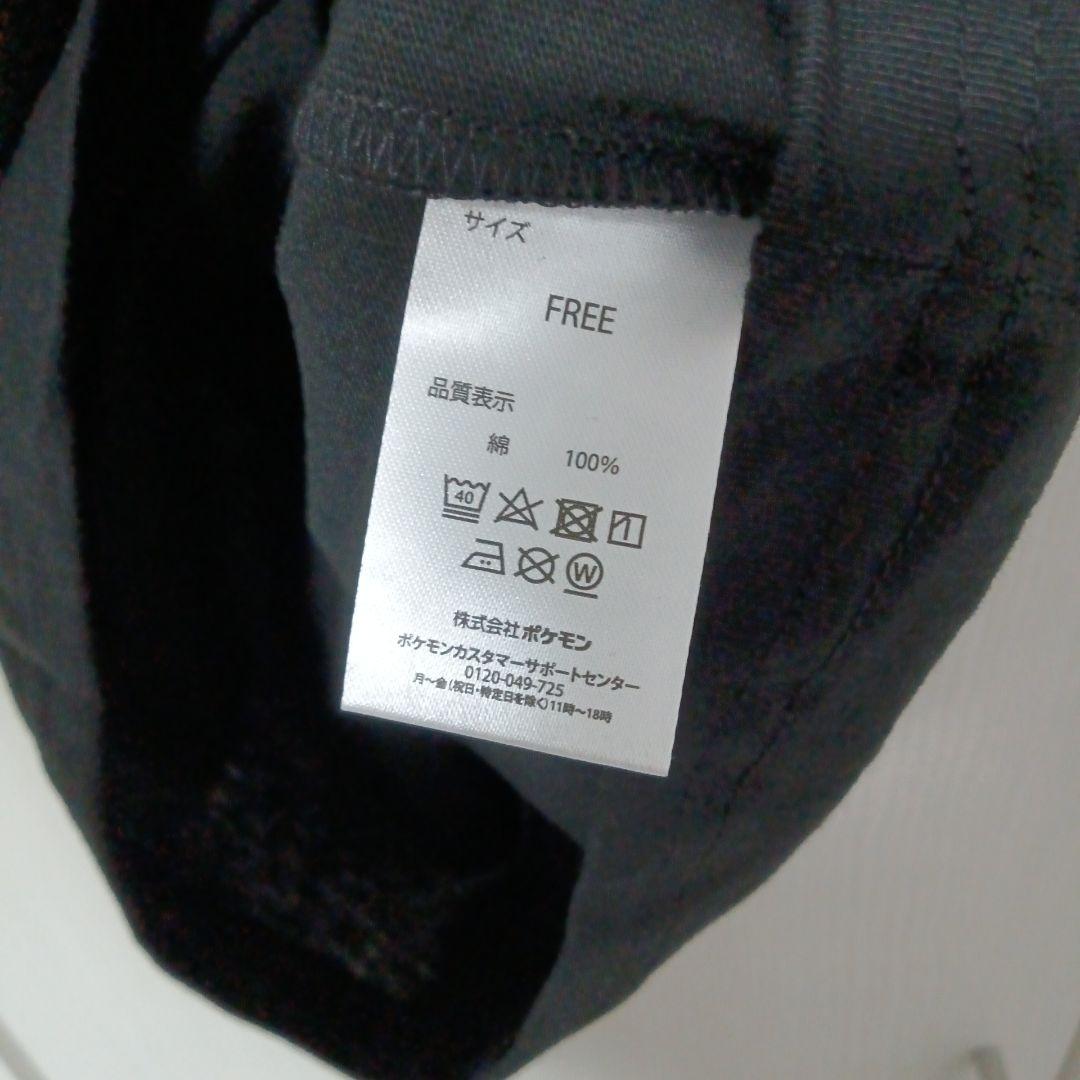 サイズ
FREE
品質表示
綿 100%
40
W
株式会社ポケモン
ポケモンカスタマーサポートセンター
0120-049-725
月~金(祝日・特定日を除く)11時~18時